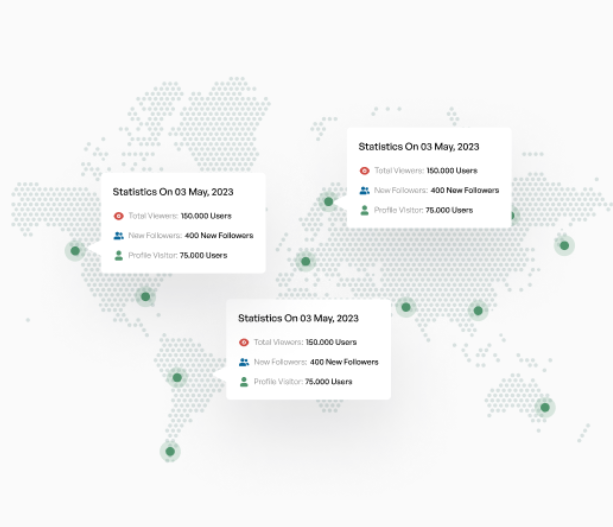 Statistics On 03 May, 2023
Total Viewers: 150.000 Users
New Followers: 400 New Followers
Profile Visitor: 75.000 Users
Statistics On 03 May, 2023
Total Viewers: 150.000 Users
New Followers: 400 New Followers
Profile Visitor: 75.000 Users
Statistics On 03 May, 2023
Total Viewers: 150.000 Users
New Followers: 400 New Followers
Profile Visitor: 75.000 Users